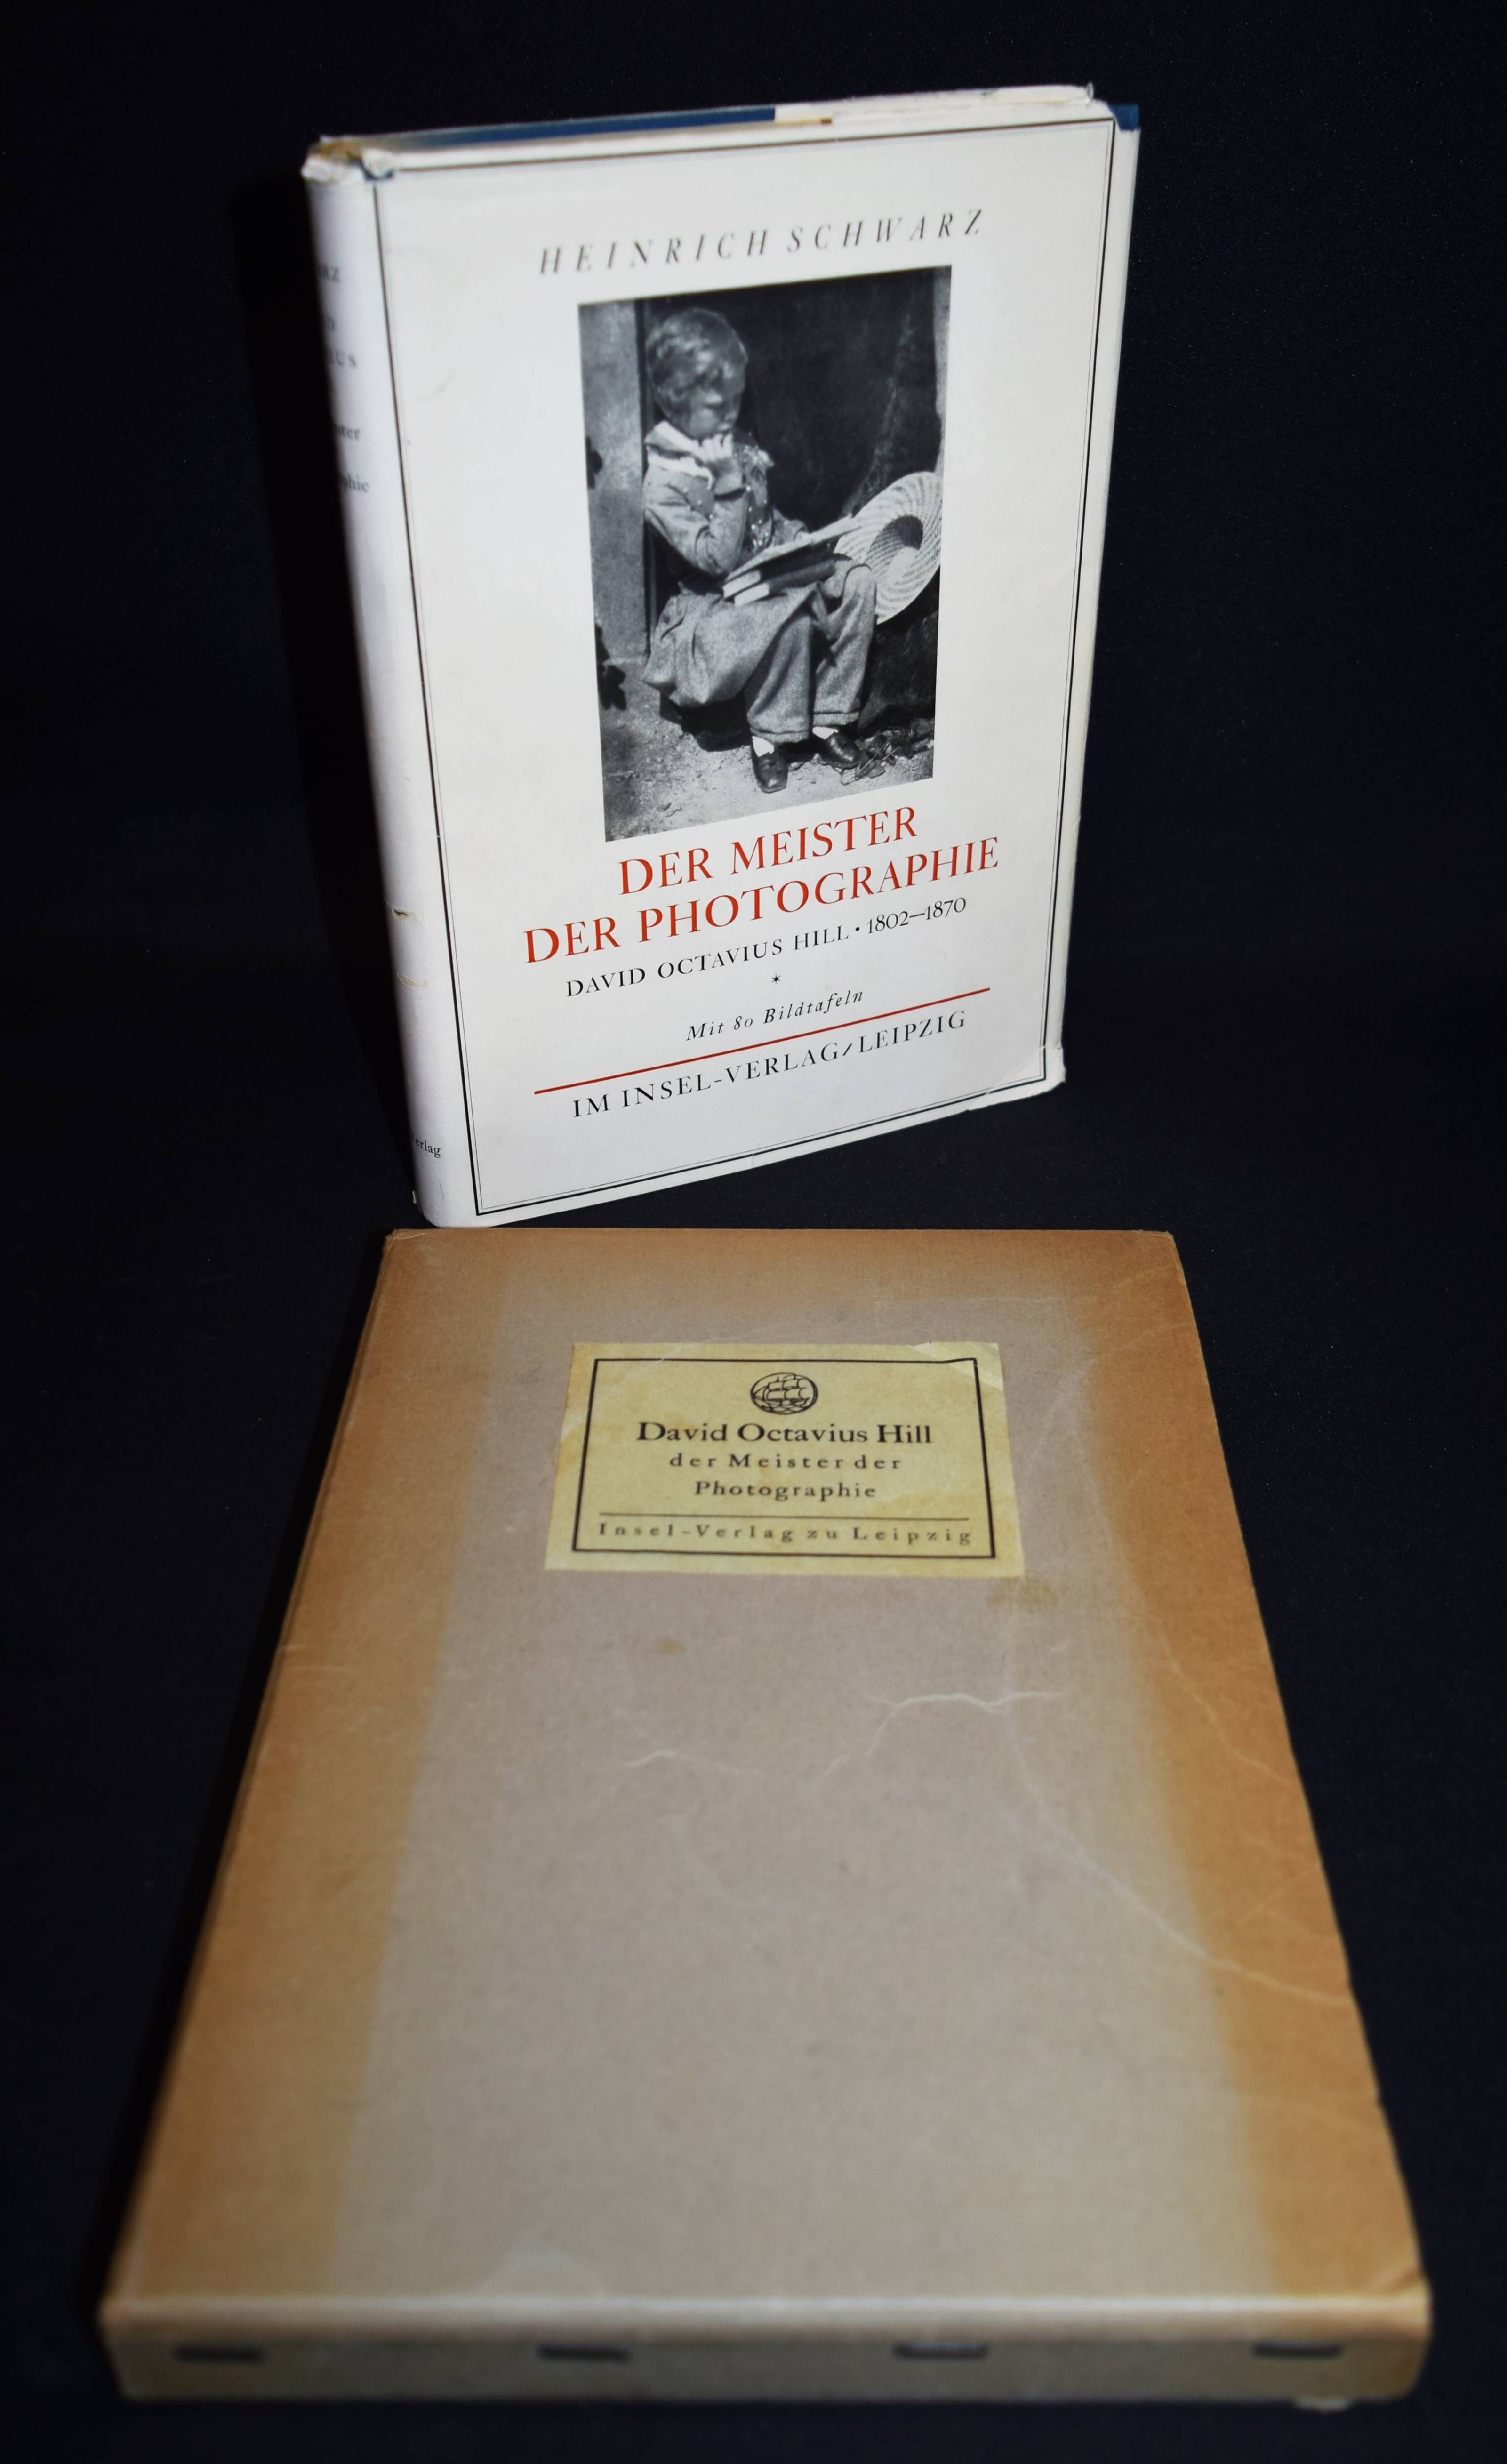 HEINRICH SCHWARZ
DER MEISTER
DER PHOTOGRAPHIE
DAVID OCTAVIUS HILL • 1802—1870
*
Mit 80 Bildtafeln
IM INSEL-VERLAG/LEIPZIG
David Octavius Hill
der Meister der
Photographie
Insel-Verlag zu Leipzig